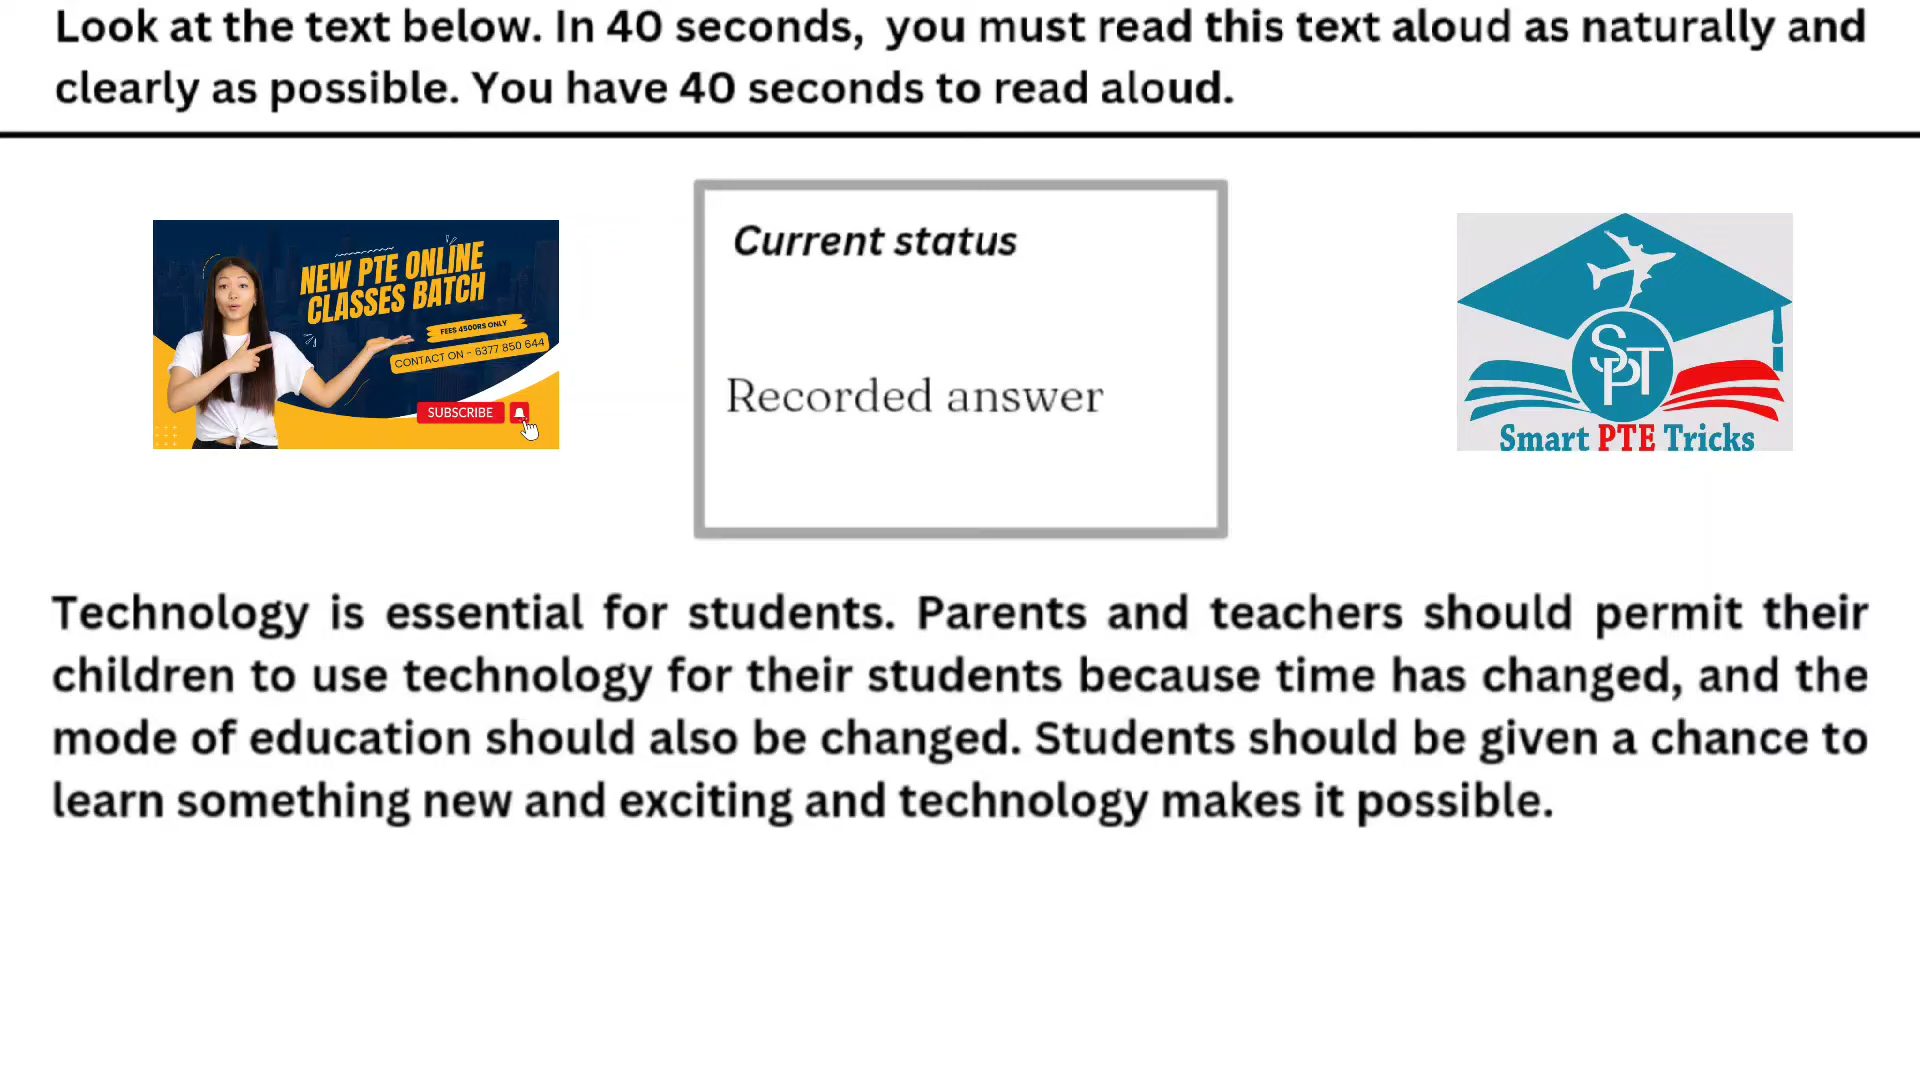 Look at the text below. In 40 seconds, you must read this text aloud as naturally and
clearly as possible. You have 40 seconds to read aloud.
NEW PTE ONLINE
CLASSES BATCH
FEES 4500RS ONLY
CONTACT ON - 6377 850 644
SUBSCRIBE
Current status
Recorded answer
SPT
Smart PTE Tricks
Technology is essential for students. Parents and teachers should permit their
children to use technology for their students because time has changed, and the
mode of education should also be changed. Students should be given a chance to
learn something new and exciting and technology makes it possible.